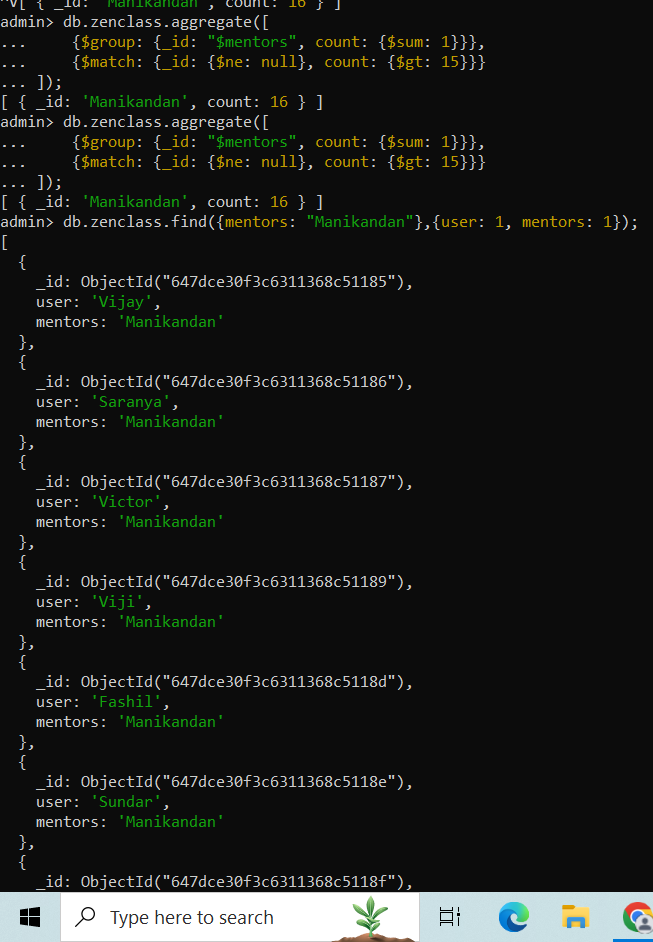 ^V[ { _id: 'Manikandan', count: 16 } ]
admin> db.zenclass.aggregate([
...     {$group: {_id: "$mentors", count: {$sum: 1}}},
...     {$match: {_id: {$ne: null}, count: {$gt: 15}}}
... ]);
[ { _id: 'Manikandan', count: 16 } ]
admin> db.zenclass.aggregate([
...     {$group: {_id: "$mentors", count: {$sum: 1}}},
...     {$match: {_id: {$ne: null}, count: {$gt: 15}}}
... ]);
[ { _id: 'Manikandan', count: 16 } ]
admin> db.zenclass.find({mentors: "Manikandan"},{user: 1, mentors: 1});
[
  {
    _id: ObjectId("647dce30f3c6311368c51185"),
    user: 'Vijay',
    mentors: 'Manikandan'
  },
  {
    _id: ObjectId("647dce30f3c6311368c51186"),
    user: 'Saranya',
    mentors: 'Manikandan'
  },
  {
    _id: ObjectId("647dce30f3c6311368c51187"),
    user: 'Victor',
    mentors: 'Manikandan'
  },
  {
    _id: ObjectId("647dce30f3c6311368c51189"),
    user: 'Viji',
    mentors: 'Manikandan'
  },
  {
    _id: ObjectId("647dce30f3c6311368c5118d"),
    user: 'Fashil',
    mentors: 'Manikandan'
  },
  {
    _id: ObjectId("647dce30f3c6311368c5118e"),
    user: 'Sundar',
    mentors: 'Manikandan'
  },
  {
    _id: ObjectId("647dce30f3c6311368c5118f"),
Type here to search